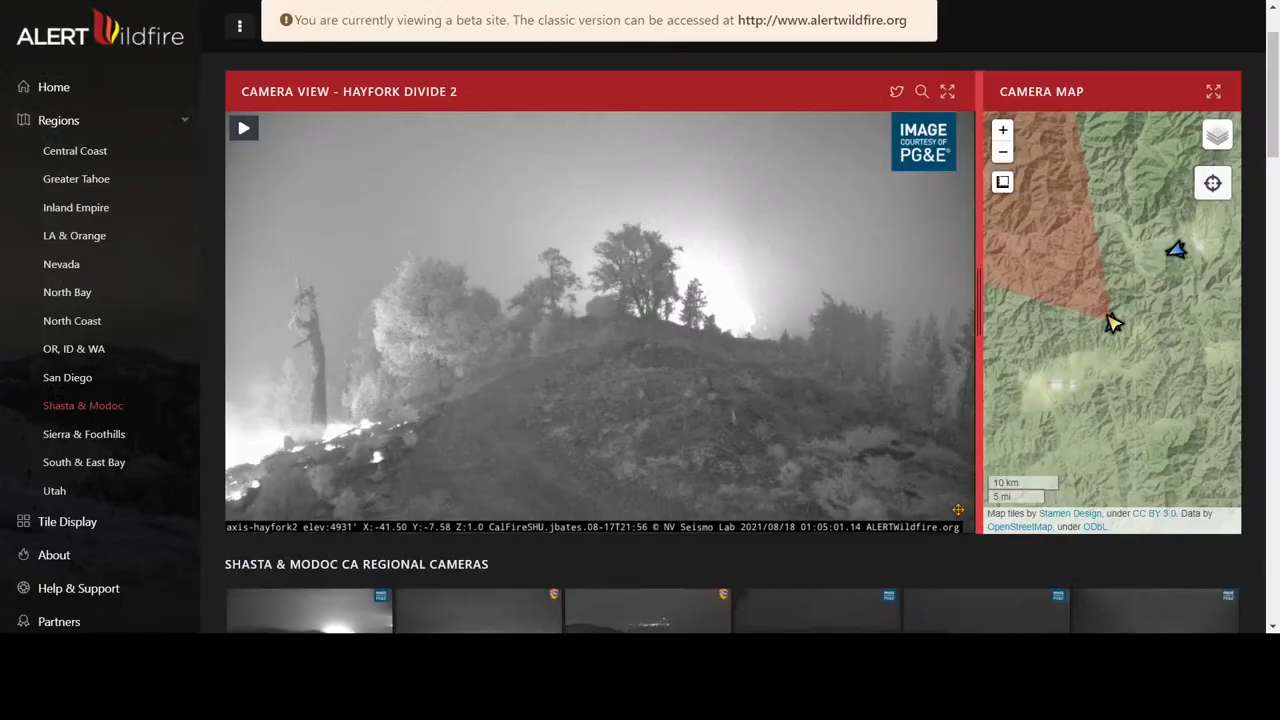 ALERTWildfire
You are currently viewing a beta site. The classic version can be accessed at http://www.alertwildfire.org
Home
Regions
Central Coast
Greater Tahoe
Inland Empire
LA & Orange
Nevada
North Bay
North Coast
OR, ID & WA
San Diego
Shasta & Modoc
Sierra & Foothills
South & East Bay
Utah
Tile Display
About
Help & Support
Partners
CAMERA VIEW - HAYFORK DIVIDE 2
IMAGE
COURTESY OF
PG&E®
axis-hayfork2 elev:4931' X:-41.50 Y:-7.58 Z:1.0 CalFireSHU.jbates.08-17T21:56 © NV Seismo Lab 2021/08/18 01:05:01.14 ALERTWildfire.org
CAMERA MAP
+
−
10 km
5 mi
Map tiles by Stamen Design, under CC BY 3.0. Data by
OpenStreetMap, under ODbL.
SHASTA & MODOC CA REGIONAL CAMERAS